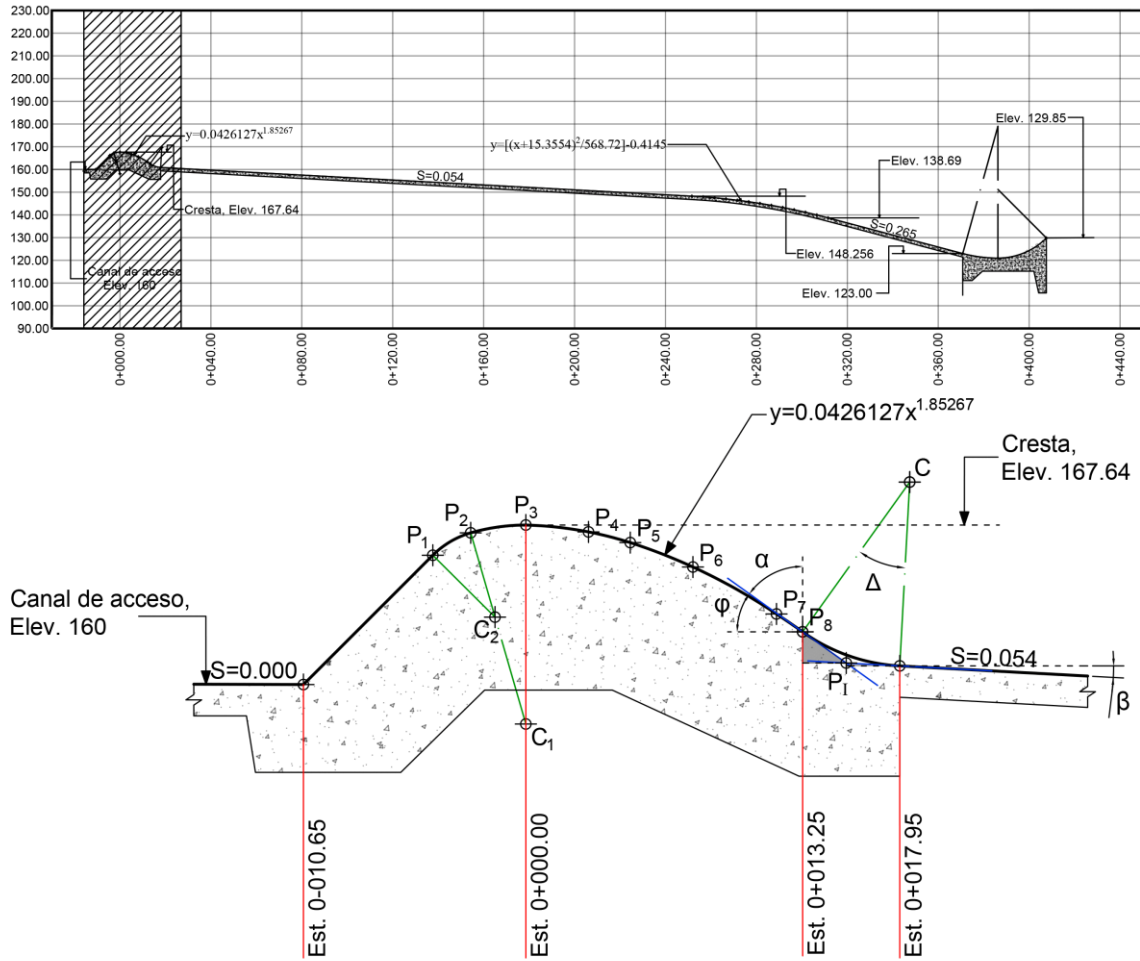 230.00
220.00
210.00
200.00
190.00
180.00
170.00
160.00
150.00
140.00
130.00
120.00
110.00
100.00
90.00
y=0.0426127x^1.85267
y=[(x+15.3554)²/568.72]-0.4145
Elev. 129.85
Elev. 138.69
S=0.054
Cresta, Elev. 167.64
S=0.265
Elev. 148.256
Canal de acceso
Elev. 160
Elev. 123.00
0+000.00
0+040.00
0+080.00
0+120.00
0+160.00
0+200.00
0+240.00
0+280.00
0+320.00
0+360.00
0+400.00
0+440.00
y=0.0426127x^1.85267
Cresta,
Elev. 167.64
C
P₁
P₂
P₃
P₄
P₅
P₆
α
Δ
φ
P₇
P₈
Canal de acceso,
Elev. 160
C₂
S=0.000
P_I
S=0.054
β
C₁
Est. 0-010.65
Est. 0+000.00
Est. 0+013.25
Est. 0+017.95